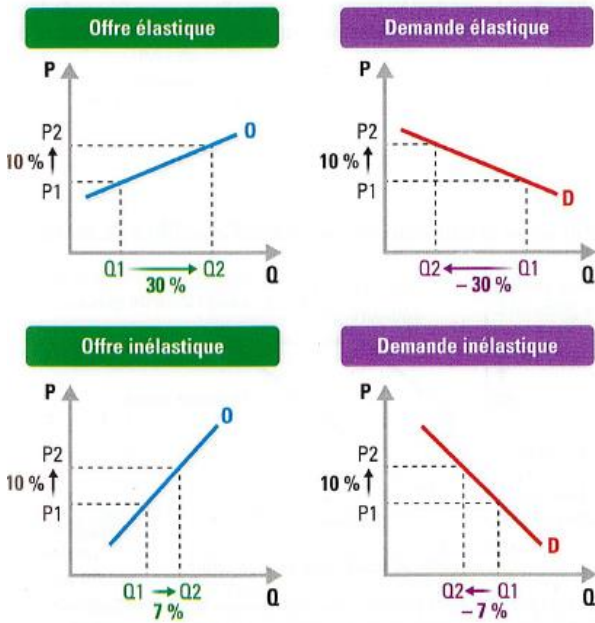 Offre élastique
P
P2
10 %
P1
O
Q1
Q2
Q
30 %
Demande élastique
P
P2
10 %
P1
D
Q2
Q1
Q
– 30 %
Offre inélastique
P
P2
10 %
P1
O
Q1
Q2
Q
7 %
Demande inélastique
P
P2
10 %
P1
D
Q2
Q1
Q
– 7 %